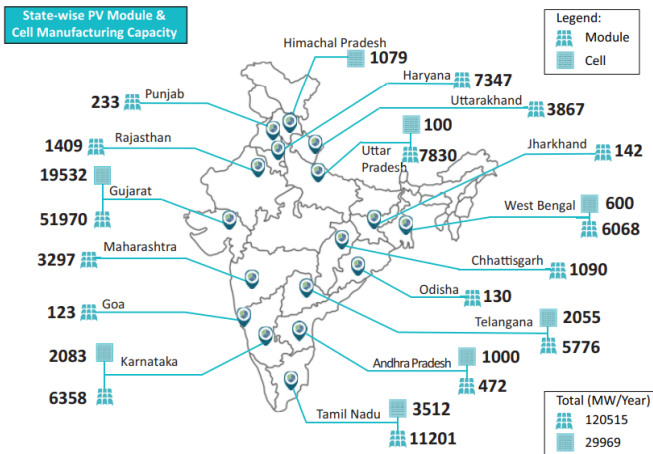 State-wise PV Module &
Cell Manufacturing Capacity
Legend:
Module
Cell
Himachal Pradesh
1079
Haryana
7347
Punjab
233
Uttarakhand
3867
Rajasthan
1409
100
Uttar
Pradesh
7830
Jharkhand
142
19532
Gujarat
51970
West Bengal
600
6068
Maharashtra
3297
Chhattisgarh
1090
Odisha
130
Goa
123
Telangana
2055
5776
2083
Karnataka
6358
Andhra Pradesh
1000
472
Tamil Nadu
3512
11201
Total (MW/Year)
120515
29969